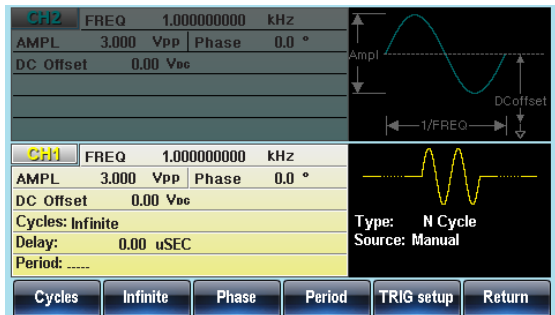 CH2 FREQ 1.000000000 kHz
AMPL 3.000 Vpp Phase 0.0 °
DC Offset 0.00 VDC
Ampl
DCoffset
1/FREQ
CH1 FREQ 1.000000000 kHz
AMPL 3.000 Vpp Phase 0.0 °
DC Offset 0.00 VDC
Cycles: Infinite
Delay: 0.00 uSEC
Period: -----
Type: N Cycle
Source: Manual
Cycles Infinite Phase Period TRIG setup Return